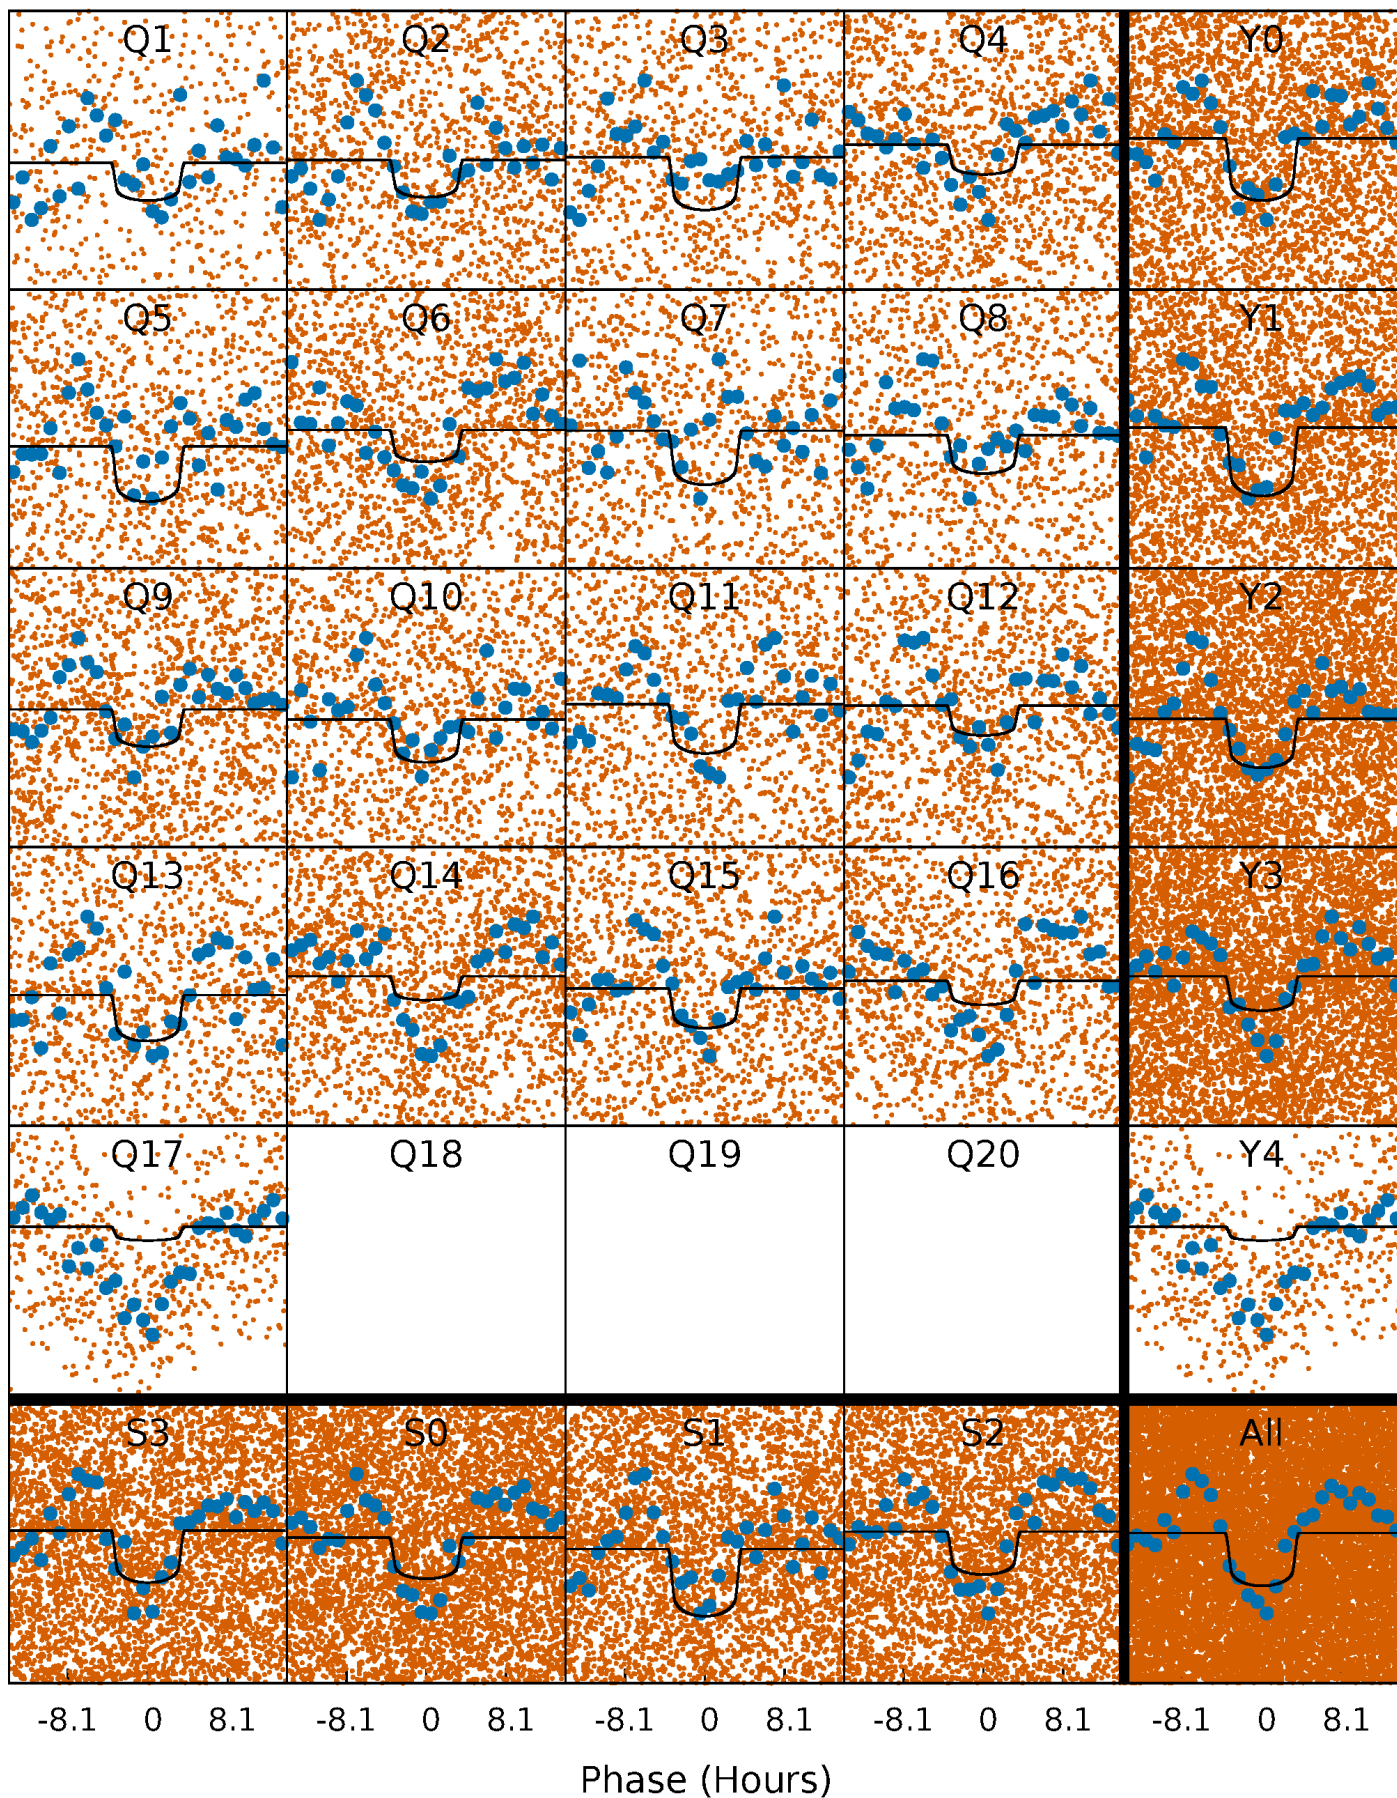 Q1 Q2 Q3 Q4 Y0
Q5 Q6 Q7 Q8 Y1
Q9 Q10 Q11 Q12 Y2
Q13 Q14 Q15 Q16 Y3
Q17 Q18 Q19 Q20 Y4
S3 S0 S1 S2 All
-8.1 0 8.1 -8.1 0 8.1 -8.1 0 8.1 -8.1 0 8.1 -8.1 0 8.1
Phase (Hours)